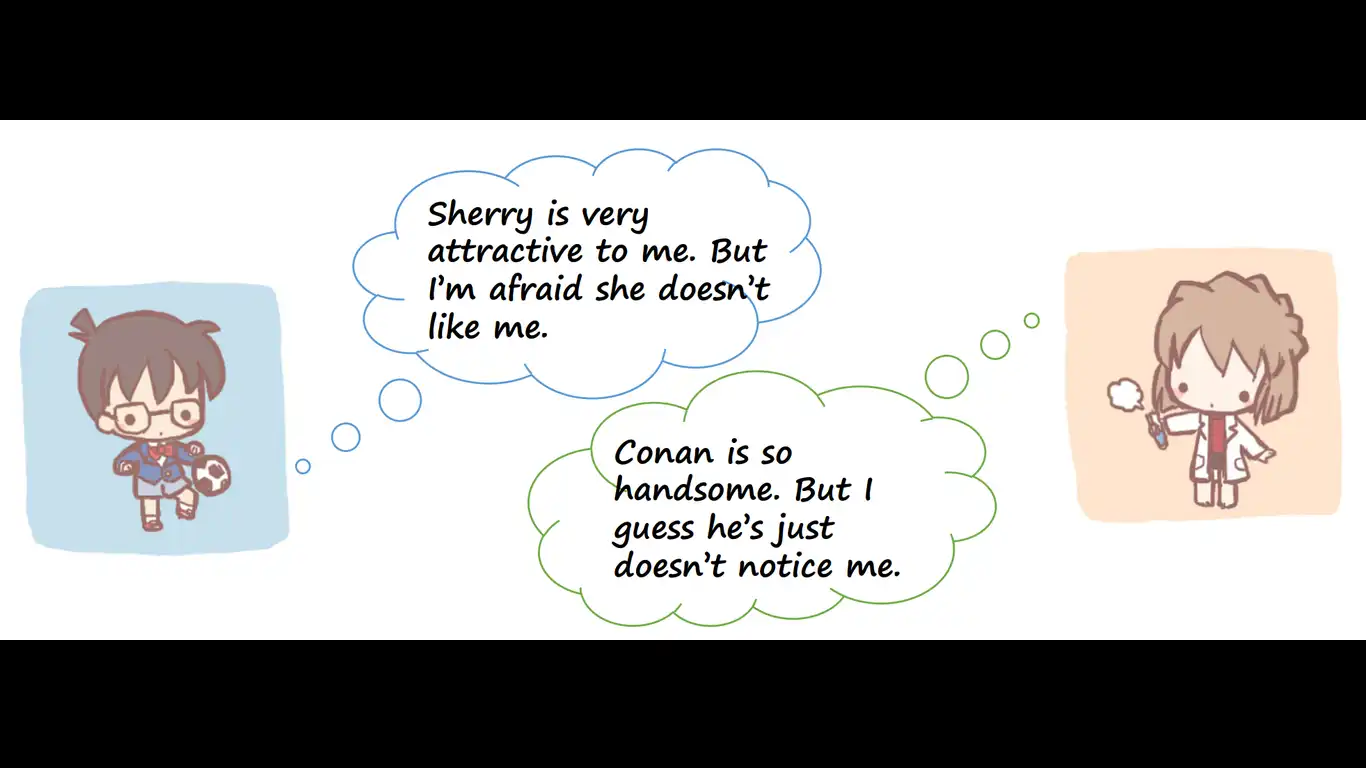 Sherry is very
attractive to me. But
I'm afraid she doesn't
like me.
Conan is so
handsome. But I
guess he's just
doesn't notice me.